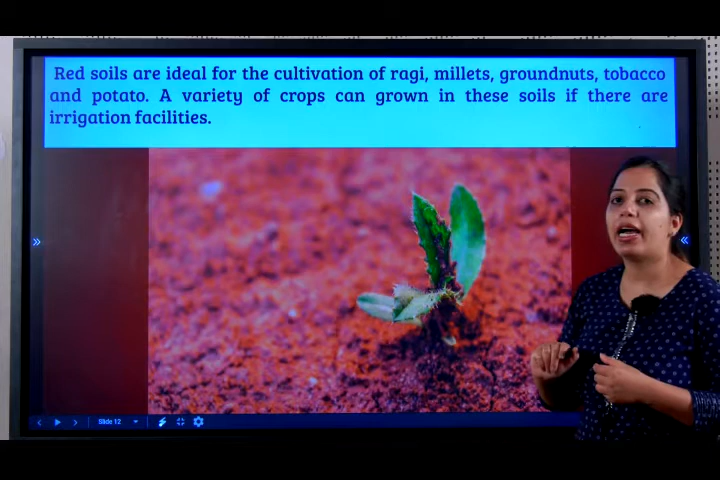 Red soils are ideal for the cultivation of ragi, millets, groundnuts, tobacco
and potato. A variety of crops can grown in these soils if there are
irrigation facilities.
Slide 12